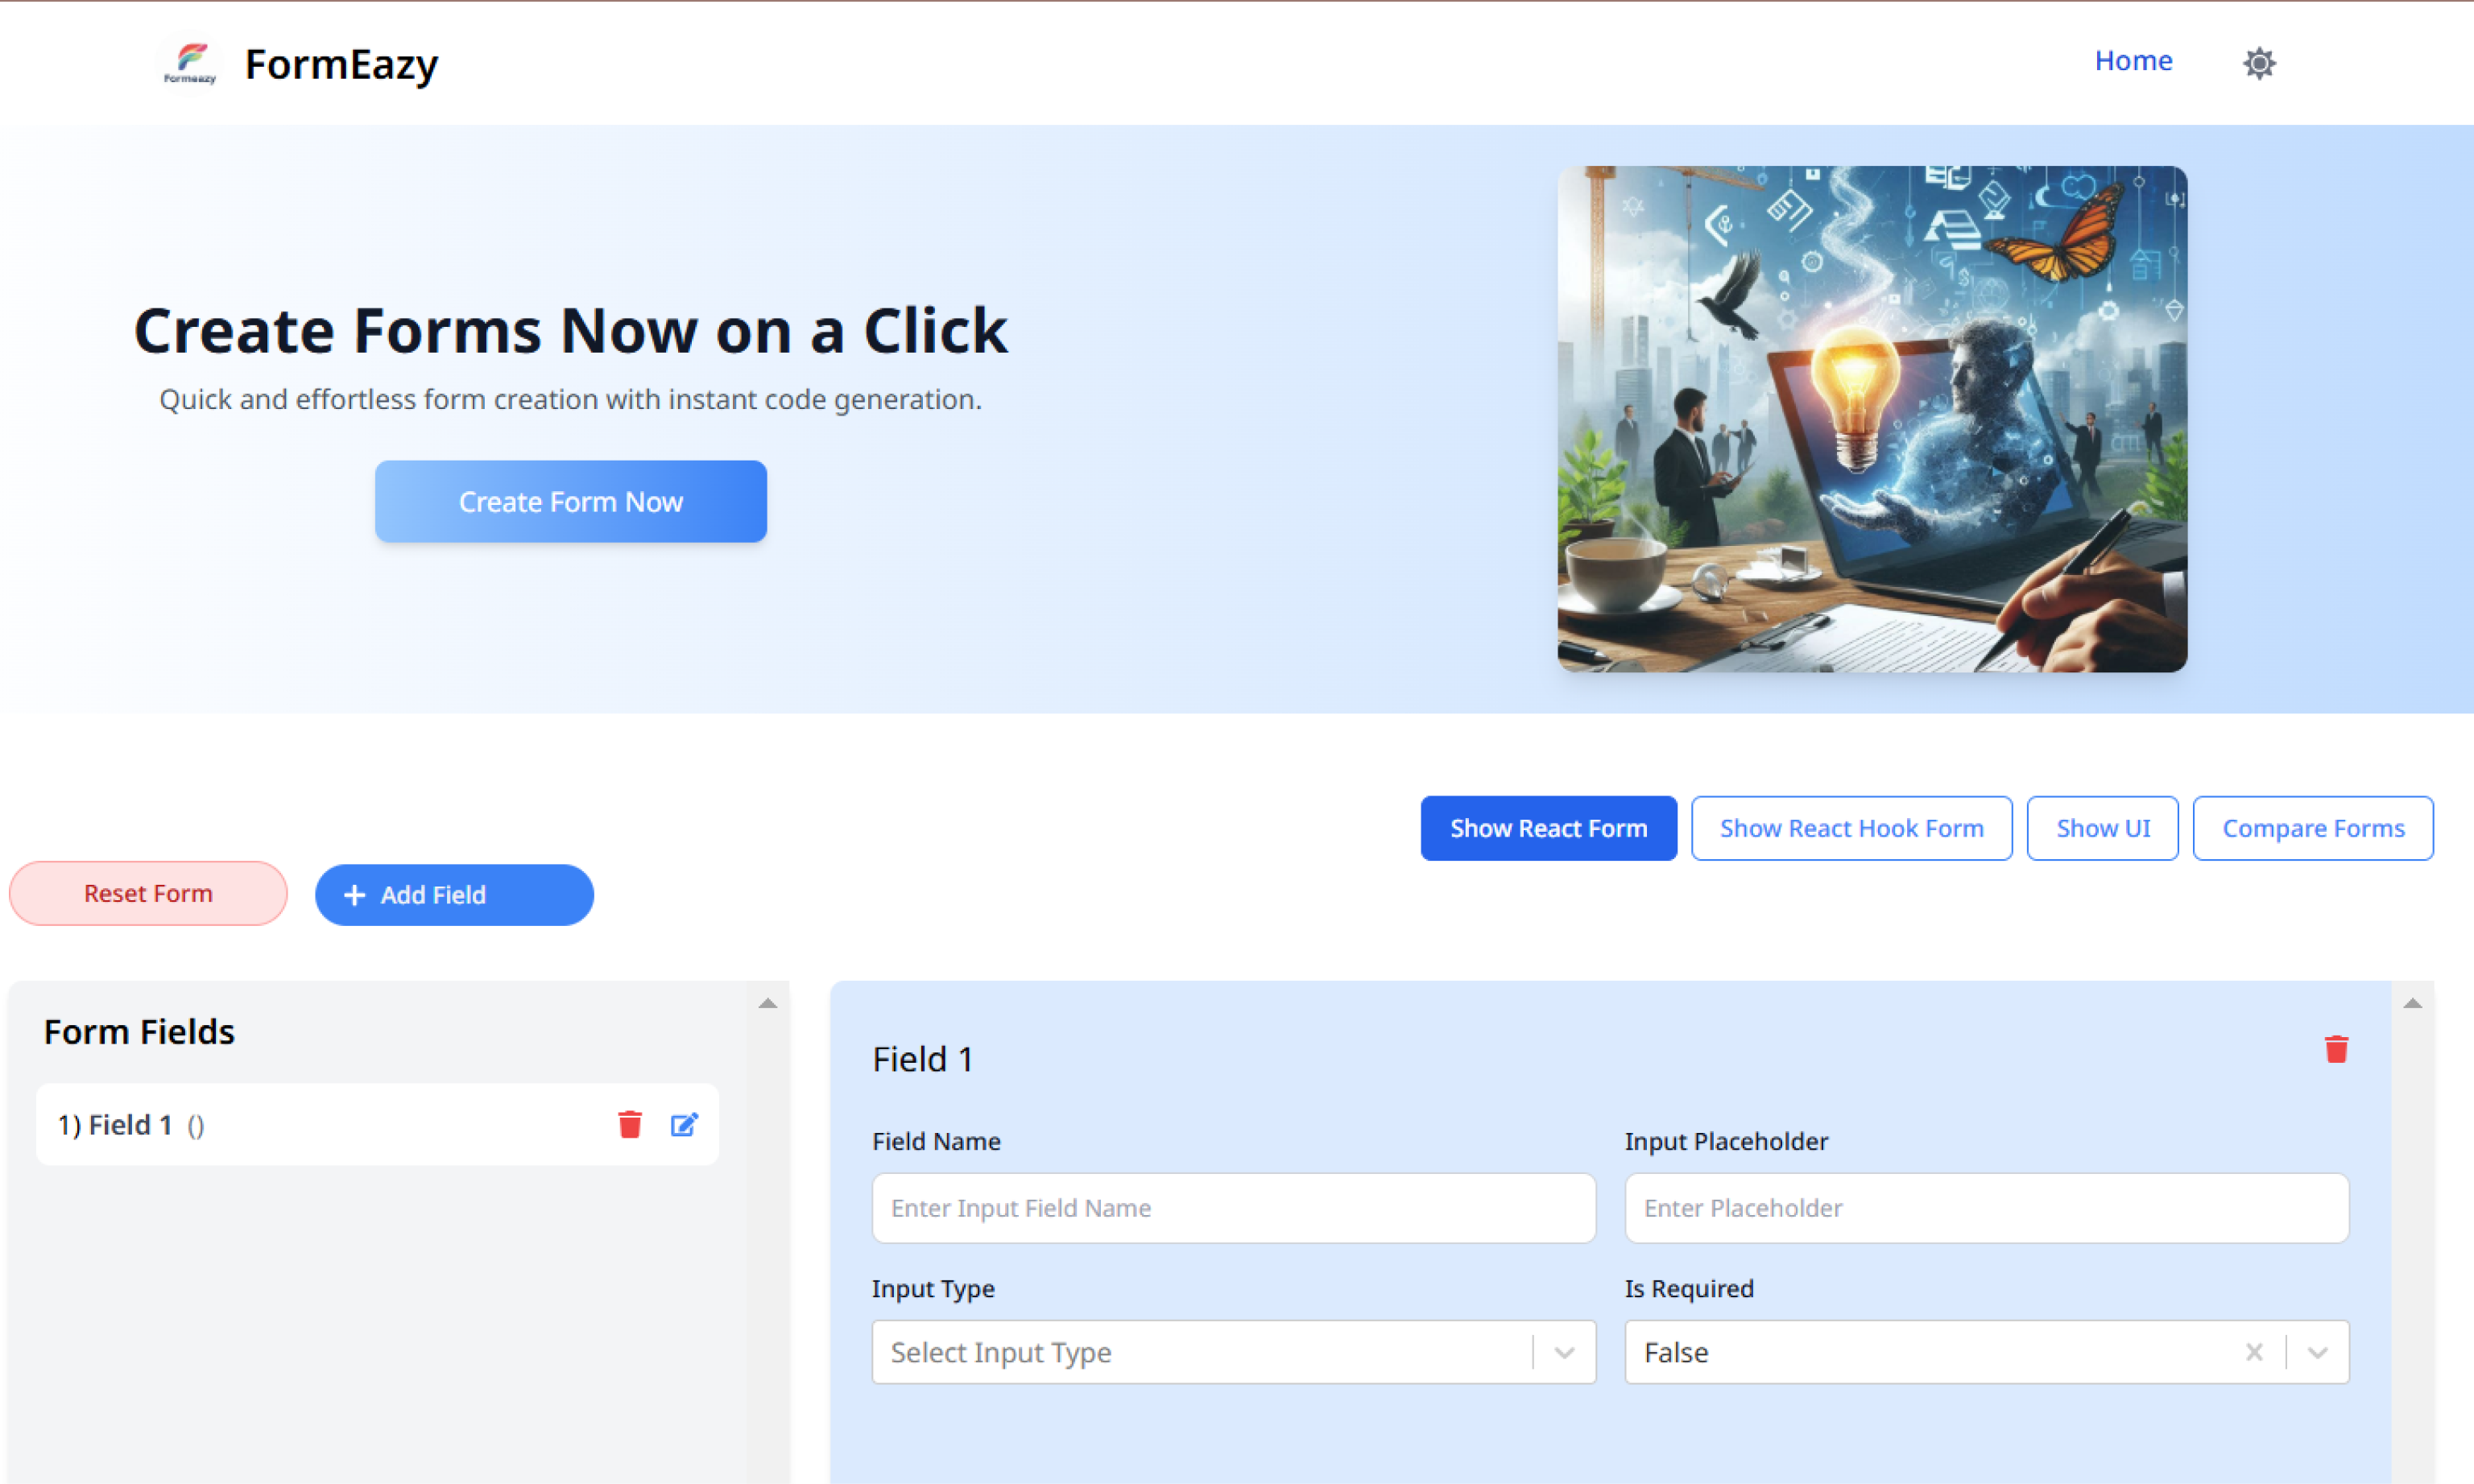 Formeazy
FormEazy
Home
Create Forms Now on a Click
Quick and effortless form creation with instant code generation.
Create Form Now
Show React Form
Show React Hook Form
Show UI
Compare Forms
Reset Form
+ Add Field
Form Fields
1) Field 1 ()
Field 1
Field Name
Input Placeholder
Enter Input Field Name
Enter Placeholder
Input Type
Is Required
Select Input Type
False